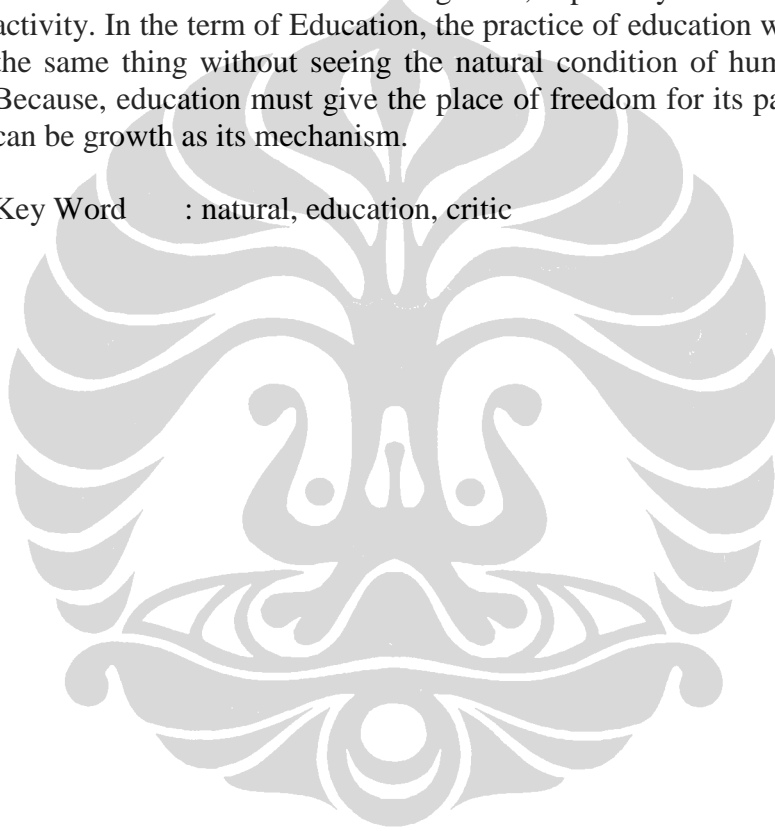 activity. In the term of Education, the practice of education w
the same thing without seeing the natural condition of hum
Because, education must give the place of freedom for its pa
can be growth as its mechanism.
Key Word : natural, education, critic